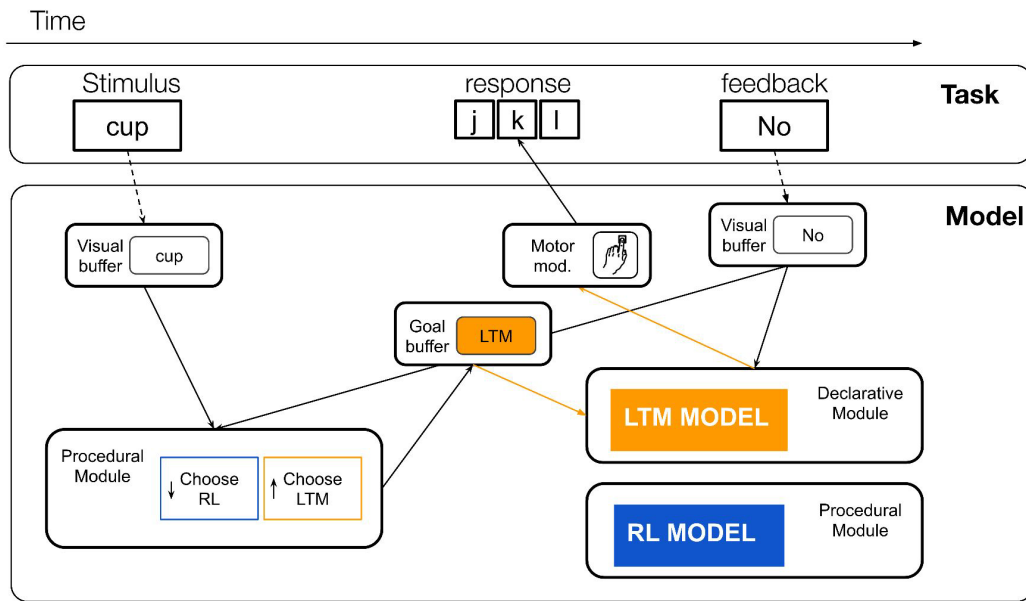 Time
Stimulus
response
feedback
Task
cup
j
k
l
No
Model
Visual
buffer
cup
Motor
mod.
Visual
buffer
No
Goal
buffer
LTM
LTM MODEL
Declarative
Module
Procedural
Module
Choose
RL
Choose
LTM
RL MODEL
Procedural
Module